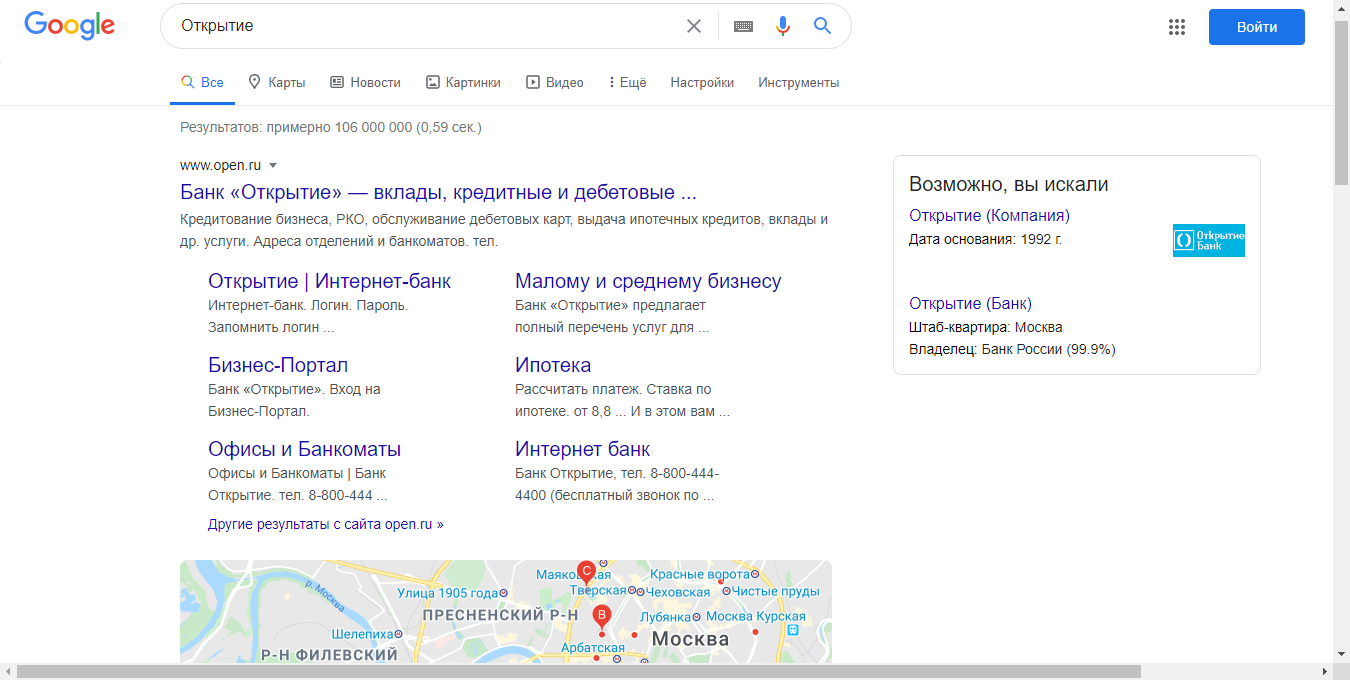 Google
Открытие
Войти
Все
Карты
Новости
Картинки
Видео
Ещё
Настройки
Инструменты
Результатов: примерно 106 000 000 (0,59 сек.)
www.open.ru
Банк «Открытие» — вклады, кредитные и дебетовые ...
Кредитование бизнеса, РКО, обслуживание дебетовых карт, выдача ипотечных кредитов, вклады и
др. услуги. Адреса отделений и банкоматов. тел.
Открытие | Интернет-банк
Интернет-банк. Логин. Пароль.
Запомнить логин ...
Малому и среднему бизнесу
Банк «Открытие» предлагает
полный перечень услуг для ...
Бизнес-Портал
Банк «Открытие». Вход на
Бизнес-Портал.
Ипотека
Рассчитать платеж. Ставка по
ипотеке. от 8,8 ... И в этом вам ...
Офисы и Банкоматы
Офисы и Банкоматы | Банк
Открытие. тел. 8-800-444 ...
Интернет банк
Банк Открытие, тел. 8-800-444-
4400 (бесплатный звонок по ...
Другие результаты с сайта open.ru »
Возможно, вы искали
Открытие (Компания)
Дата основания: 1992 г.
Открытие
Банк
Открытие (Банк)
Штаб-квартира: Москва
Владелец: Банк России (99.9%)
р. Москва
C
Красные ворота
Тверская
Чеховская
Чистые пруды
Улица 1905 года
ПРЕСНЕНСКИЙ Р-Н
B
Лубянка
Москва Курская
Шелепиха
Москва
Арбатская
Р-Н ФИЛЕВСКИЙ